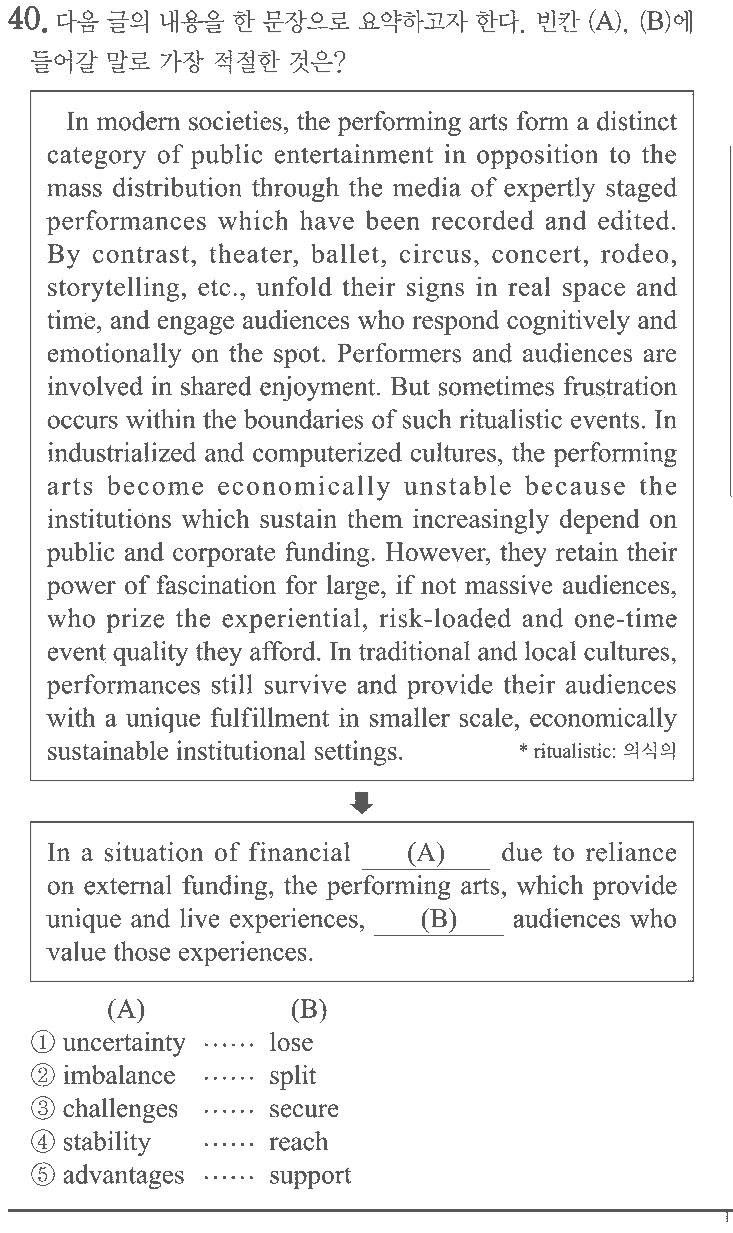 40. 다음 글의 내용을 한 문장으로 요약하고자 한다. 빈칸 (A), (B)에
들어갈 말로 가장 적절한 것은?
In modern societies, the performing arts form a distinct
category of public entertainment in opposition to the
mass distribution through the media of expertly staged
performances which have been recorded and edited.
By contrast, theater, ballet, circus, concert, rodeo,
storytelling, etc., unfold their signs in real space and
time, and engage audiences who respond cognitively and
emotionally on the spot. Performers and audiences are
involved in shared enjoyment. But sometimes frustration
occurs within the boundaries of such ritualistic events. In
industrialized and computerized cultures, the performing
arts become economically unstable because the
institutions which sustain them increasingly depend on
public and corporate funding. However, they retain their
power of fascination for large, if not massive audiences,
who prize the experiential, risk-loaded and one-time
event quality they afford. In traditional and local cultures,
performances still survive and provide their audiences
with a unique fulfillment in smaller scale, economically
sustainable institutional settings. * ritualistic: 의식의
In a situation of financial (A) due to reliance
on external funding, the performing arts, which provide
unique and live experiences, (B) audiences who
value those experiences.
(A) (B)
① uncertainty ······ lose
② imbalance ······ split
③ challenges ······ secure
④ stability ······ reach
⑤ advantages ······ support